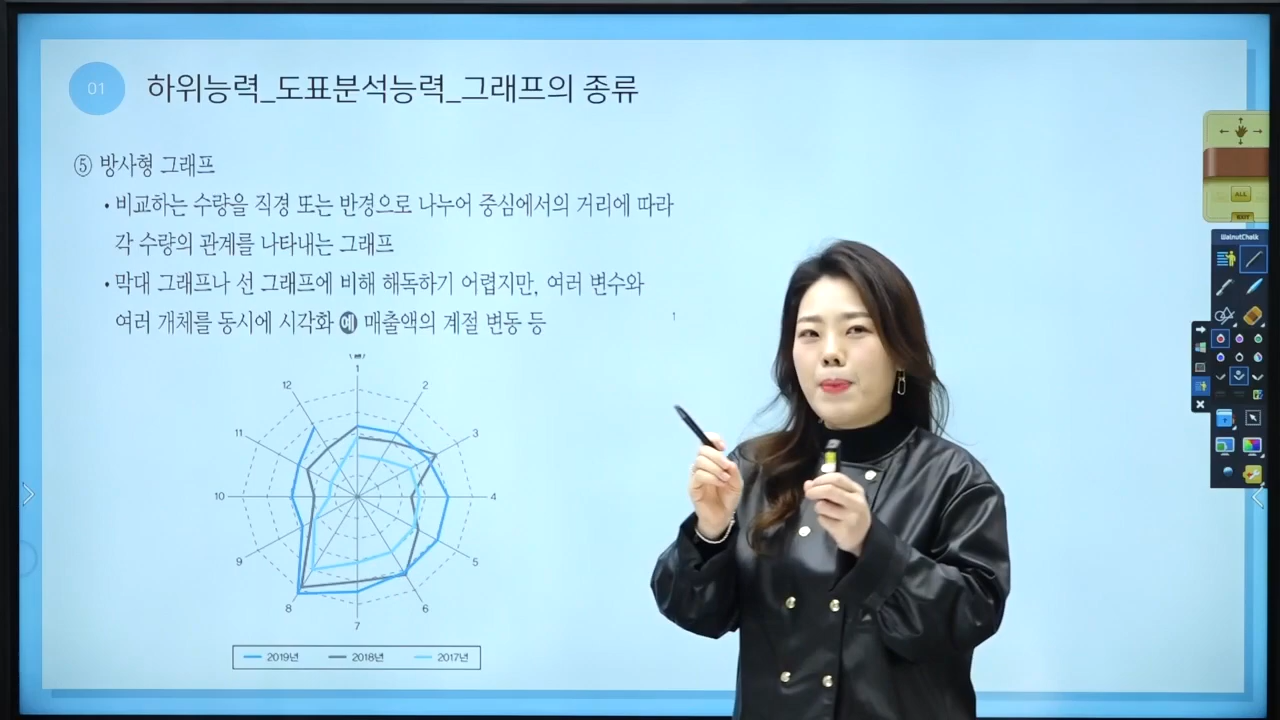 01
하위능력_도표분석능력_그래프의 종류
⑤ 방사형 그래프
• 비교하는 수량을 직경 또는 반경으로 나누어 중심에서의 거리에 따라
각 수량의 관계를 나타내는 그래프
• 막대 그래프나 선 그래프에 비해 해독하기 어렵지만, 여러 변수와
여러 개체를 동시에 시각화 예 매출액의 계절 변동 등
1
2
3
4
5
6
7
8
9
10
11
12
2019년 2018년 2017년
ALL
EXIT
WalnutChalk